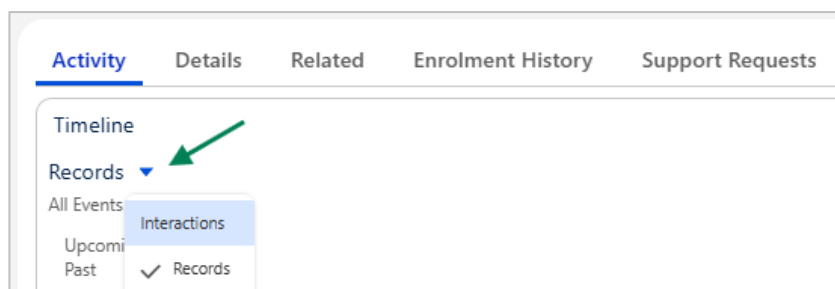 Activity Details Related Enrolment History Support Requests
Timeline
Records
All Events
Interactions
Upcomi
Past
Records